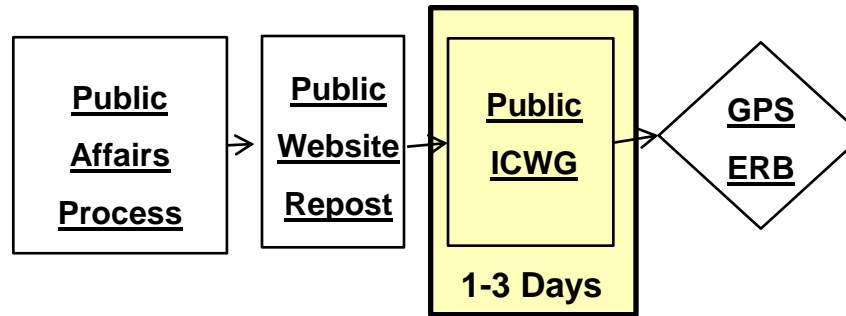 Public
Affairs
Process
Public
Website
Repost
Public
ICWG
1-3 Days
GPS
ERB